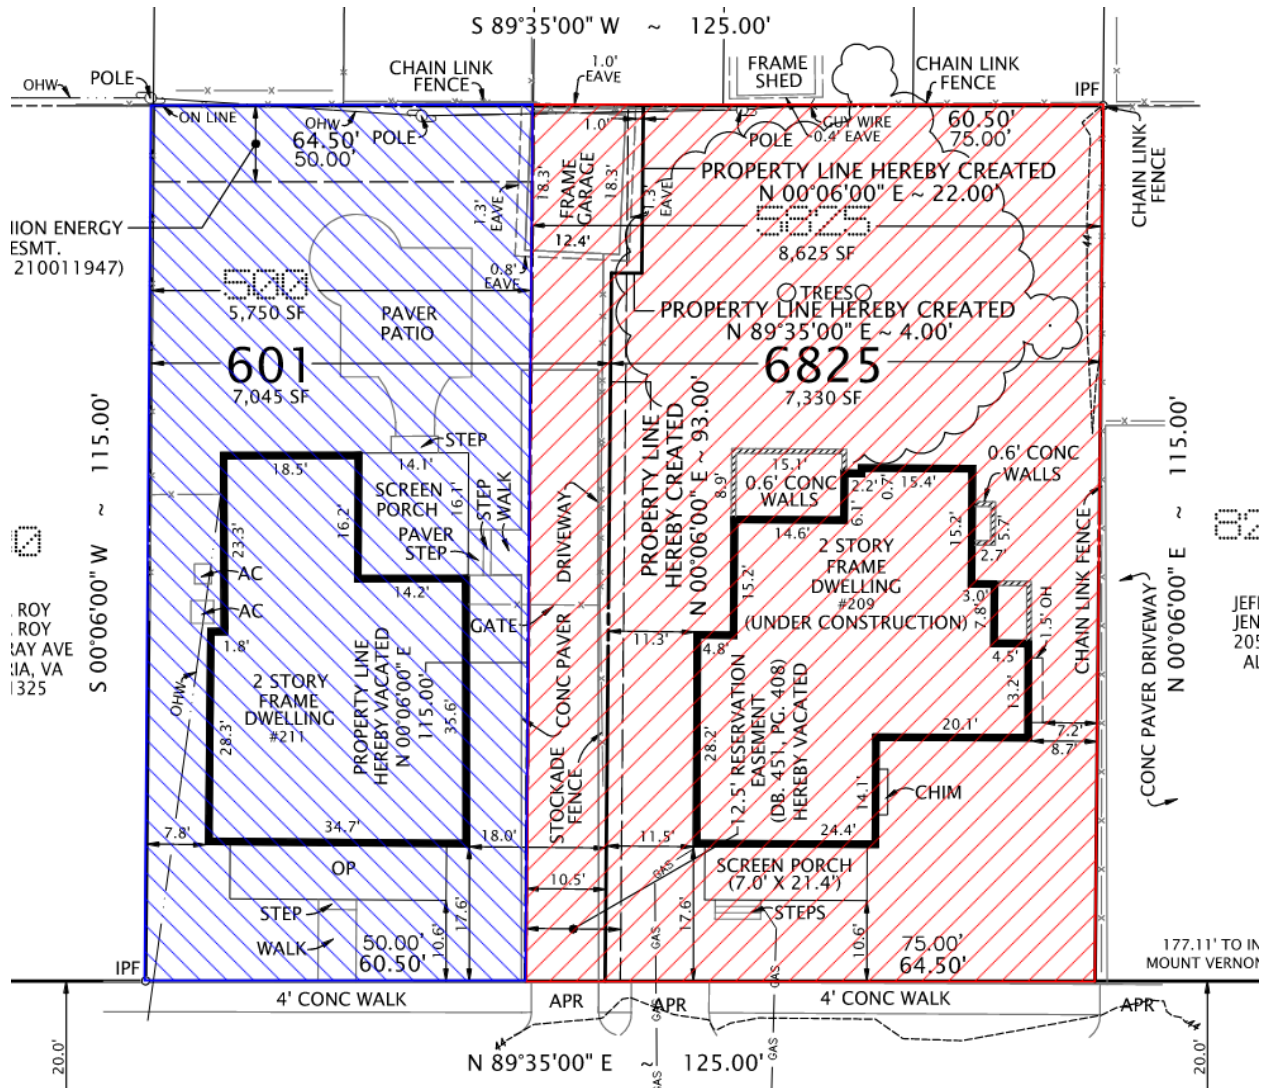 S 89°35'00" W ~ 125.00'
OHW
POLE
CHAIN LINK
FENCE
1.0'
EAVE
FRAME
SHED
CHAIN LINK
FENCE
IPF
ON LINE
OHW
64.50'
50.00'
POLE
1.0'
GUY WIRE
0.4' EAVE
POLE
60.50'
75.00'
CHAIN LINK
FENCE
PROPERTY LINE HEREBY CREATED
N 00°06'00" E ~ 22.00'
18.3'
FRAME
GARAGE
18.3'
1.3'
EAVE
1.3'
EAVE
12.4'
0.8'
EAVE
5825
8,625 SF
ION ENERGY
ESMT.
210011947)
500
5,750 SF
PAVER
PATIO
TREES
PROPERTY LINE HEREBY CREATED
N 89°35'00" E ~ 4.00'
601
7,045 SF
6825
7,330 SF
S 00°06'00" W ~ 115.00'
N 00°06'00" E ~ 115.00'
PROPERTY LINE
HEREBY CREATED
N 00°06'00" E ~ 93.00'
STEP
18.5'
14.1'
SCREEN
PORCH
16.1'
16.2'
STEP
WALK
PAVER
STEP
23.3'
14.2'
AC
AC
1.8'
GATE
CONC PAVER DRIVEWAY
15.1'
0.6' CONC
WALLS
8.9'
2.2'
0.7'
15.4'
6.1'
14.6'
0.6' CONC
WALLS
15.2'
5.7'
2.7'
2 STORY
FRAME
DWELLING
#209
(UNDER CONSTRUCTION)
15.2'
3.0'
7.8'
1.5' OH
CHAIN LINK FENCE
CONC PAVER DRIVEWAY
82
ROY
ROY
RAY AVE
RIA, VA
1325
JEF
JEN
205
AL
11.3'
4.8'
4.5'
13.2'
20.1'
7.2'
8.7'
OHW
2 STORY
FRAME
DWELLING
#211
28.3'
PROPERTY LINE
HEREBY VACATED
N 00°06'00" E
115.00'
35.6'
28.2'
12.5' RESERVATION
EASEMENT
(DB. 451, PG. 408)
HEREBY VACATED
14.1'
CHIM
STOCKADE
FENCE
34.7'
7.8'
18.0'
11.5'
24.4'
OP
10.5'
GAS
SCREEN PORCH
(7.0' X 21.4')
STEP
WALK
10.6'
17.6'
17.6'
STEPS
10.6'
50.00'
60.50'
75.00'
64.50'
GAS
GAS
177.11' TO IN
MOUNT VERNON
IPF
4' CONC WALK
APR
APR
4' CONC WALK
APR
GAS
GAS
GAS
20.0'
20.0'
N 89°35'00" E ~ 125.00'